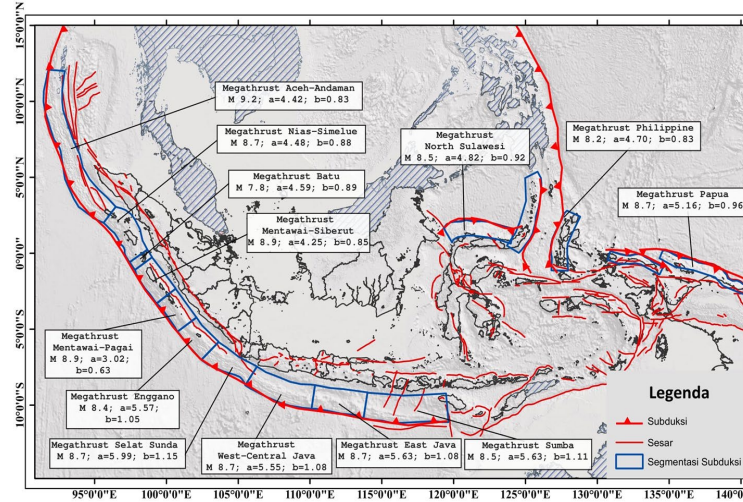 Megathrust Aceh-Andaman
M 9.2; a=4.42; b=0.83
Megathrust Nias-Simelue
M 8.7; a=4.48; b=0.88
Megathrust Batu
M 7.8; a=4.59; b=0.89
Megathrust
Mentawai-Siberut
M 8.9; a=4.25; b=0.85
Megathrust
North Sulawesi
M 8.5; a=4.82; b=0.92
Megathrust Philippine
M 8.2; a=4.70; b=0.83
Megathrust Papua
M 8.7; a=5.16; b=0.96
Megathrust
Mentawai-Pagai
M 8.9; a=3.02;
b=0.63
Megathrust Enggano
M 8.4; a=5.57;
b=1.05
Megathrust Selat Sunda
M 8.7; a=5.99; b=1.15
Megathrust
West-Central Java
M 8.7; a=5.55; b=1.08
Megathrust East Java
M 8.7; a=5.63; b=1.08
Megathrust Sumba
M 8.5; a=5.63; b=1.11
Legenda
Subduksi
Sesar
Segmentasi Subduksi
15°0'0"N
10°0'0"N
5°0'0"N
0°0'0"
5°0'0"S
10°0'0"S
95°0'0"E
100°0'0"E
105°0'0"E
110°0'0"E
115°0'0"E
120°0'0"E
125°0'0"E
130°0'0"E
135°0'0"E